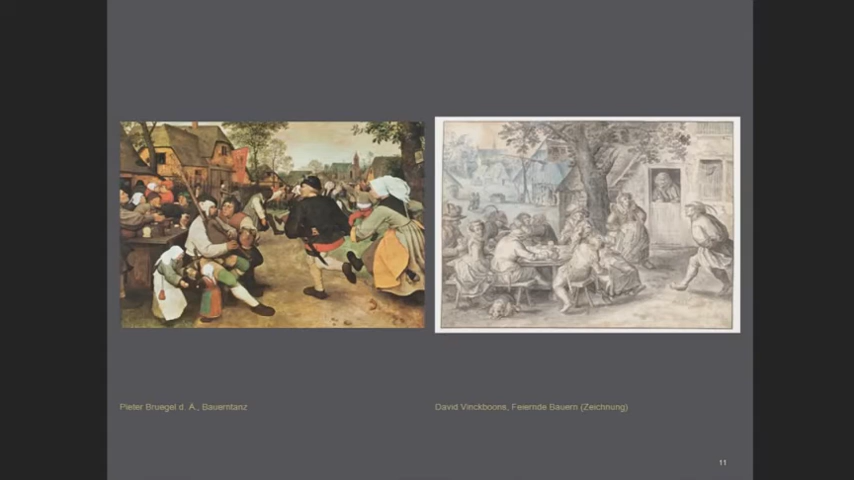 Pieter Bruegel d. Ä., Bauerntanz
David Vinckboons, Feiernde Bauern (Zeichnung)
11